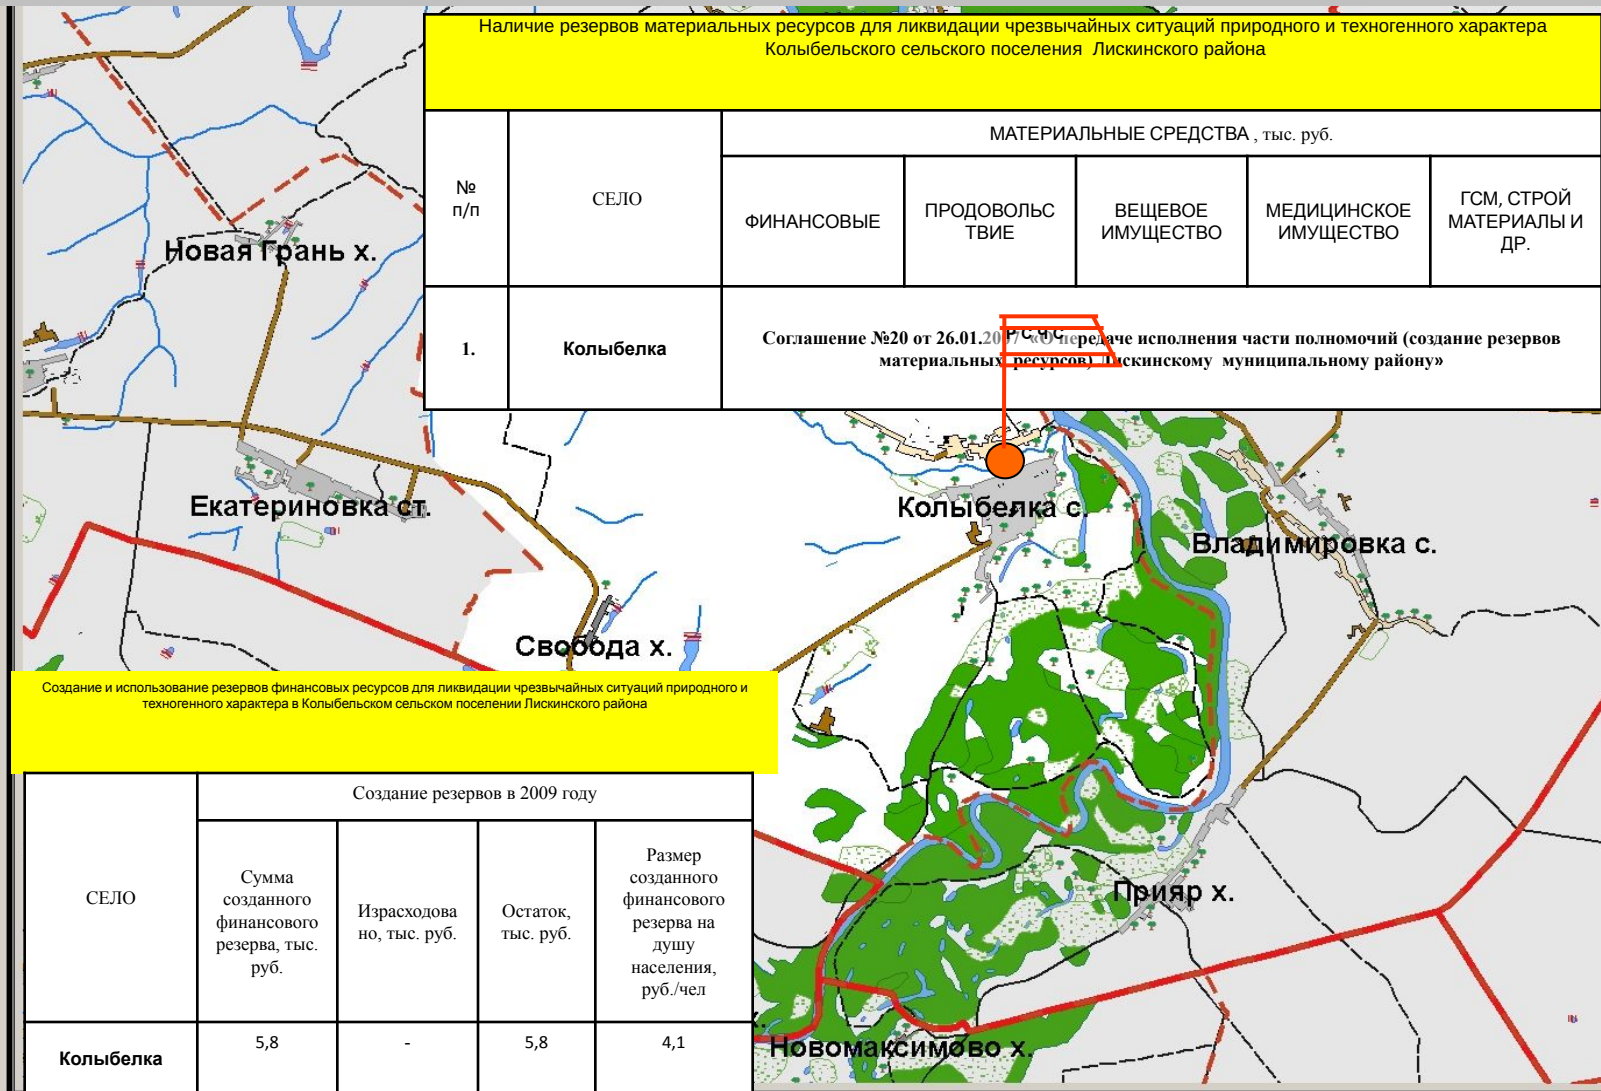 Наличие резервов материальных ресурсов для ликвидации чрезвычайных ситуаций природного и техногенного характера
Колыбельского сельского поселения Лискинского района
№
п/п
СЕЛО
МАТЕРИАЛЬНЫЕ СРЕДСТВА , тыс. руб.
ФИНАНСОВЫЕ
ПРОДОВОЛЬС
ТВИЕ
ВЕЩЕВОЕ
ИМУЩЕСТВО
МЕДИЦИНСКОЕ
ИМУЩЕСТВО
ГСМ, СТРОЙ
МАТЕРИАЛЫ И
ДР.
1.
Колыбелка
Соглашение №20 от 26.01.2007 «О передаче исполнения части полномочий (создание резервов
материальных ресурсов) Лискинскому муниципальному району»
Р С Ч С
Новая Грань х.
Екатериновка ст.
Колыбелка с.
Владимировка с.
Свобода х.
Прияр х.
х.
Новомаксимово х.
Создание и использование резервов финансовых ресурсов для ликвидации чрезвычайных ситуаций природного и
техногенного характера в Колыбельском сельском поселении Лискинского района
СЕЛО
Создание резервов в 2009 году
Сумма
созданного
финансового
резерва, тыс.
руб.
Израсходова
но, тыс. руб.
Остаток,
тыс. руб.
Размер
созданного
финансового
резерва на
душу
населения,
руб./чел
Колыбелка
5,8
-
5,8
4,1